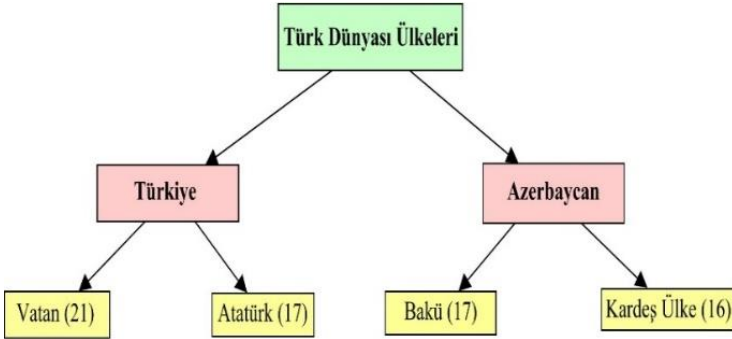 Türk Dünyası Ülkeleri
Türkiye
Azerbaycan
Vatan (21)
Atatürk (17)
Bakü (17)
Kardeş Ülke (16)